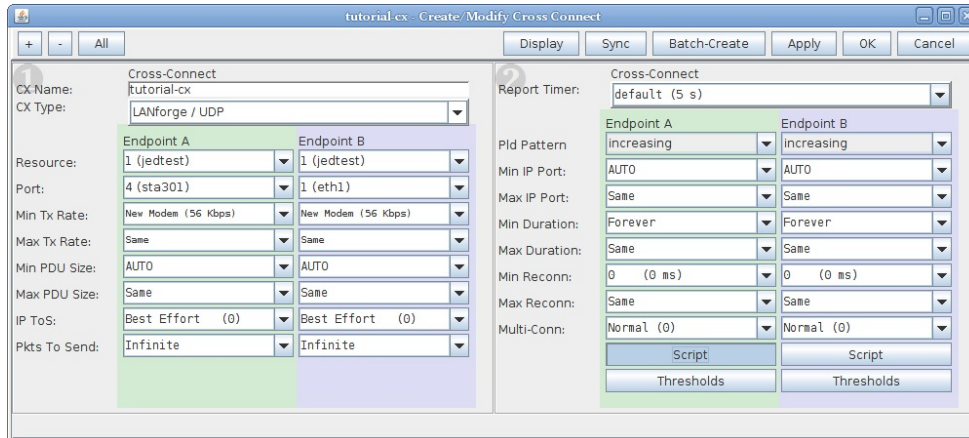 tutorial-cx - Create/Modify Cross Connect
+ - All Display Sync Batch-Create Apply OK Cancel
1
Cross-Connect
CX Name: tutorial-cx
CX Type: LANforge / UDP
Endpoint A Endpoint B
Resource: 1 (jedtest) 1 (jedtest)
Port: 4 (sta301) 1 (eth1)
Min Tx Rate: New Modem (56 Kbps) New Modem (56 Kbps)
Max Tx Rate: Same Same
Min PDU Size: AUTO AUTO
Max PDU Size: Same Same
IP ToS: Best Effort (0) Best Effort (0)
Pkts To Send: Infinite Infinite
2
Cross-Connect
Report Timer: default (5 s)
Endpoint A Endpoint B
Pld Pattern increasing increasing
Min IP Port: AUTO AUTO
Max IP Port: Same Same
Min Duration: Forever Forever
Max Duration: Same Same
Min Reconn: 0 (0 ms) 0 (0 ms)
Max Reconn: Same Same
Multi-Conn: Normal (0) Normal (0)
Script Script
Thresholds Thresholds